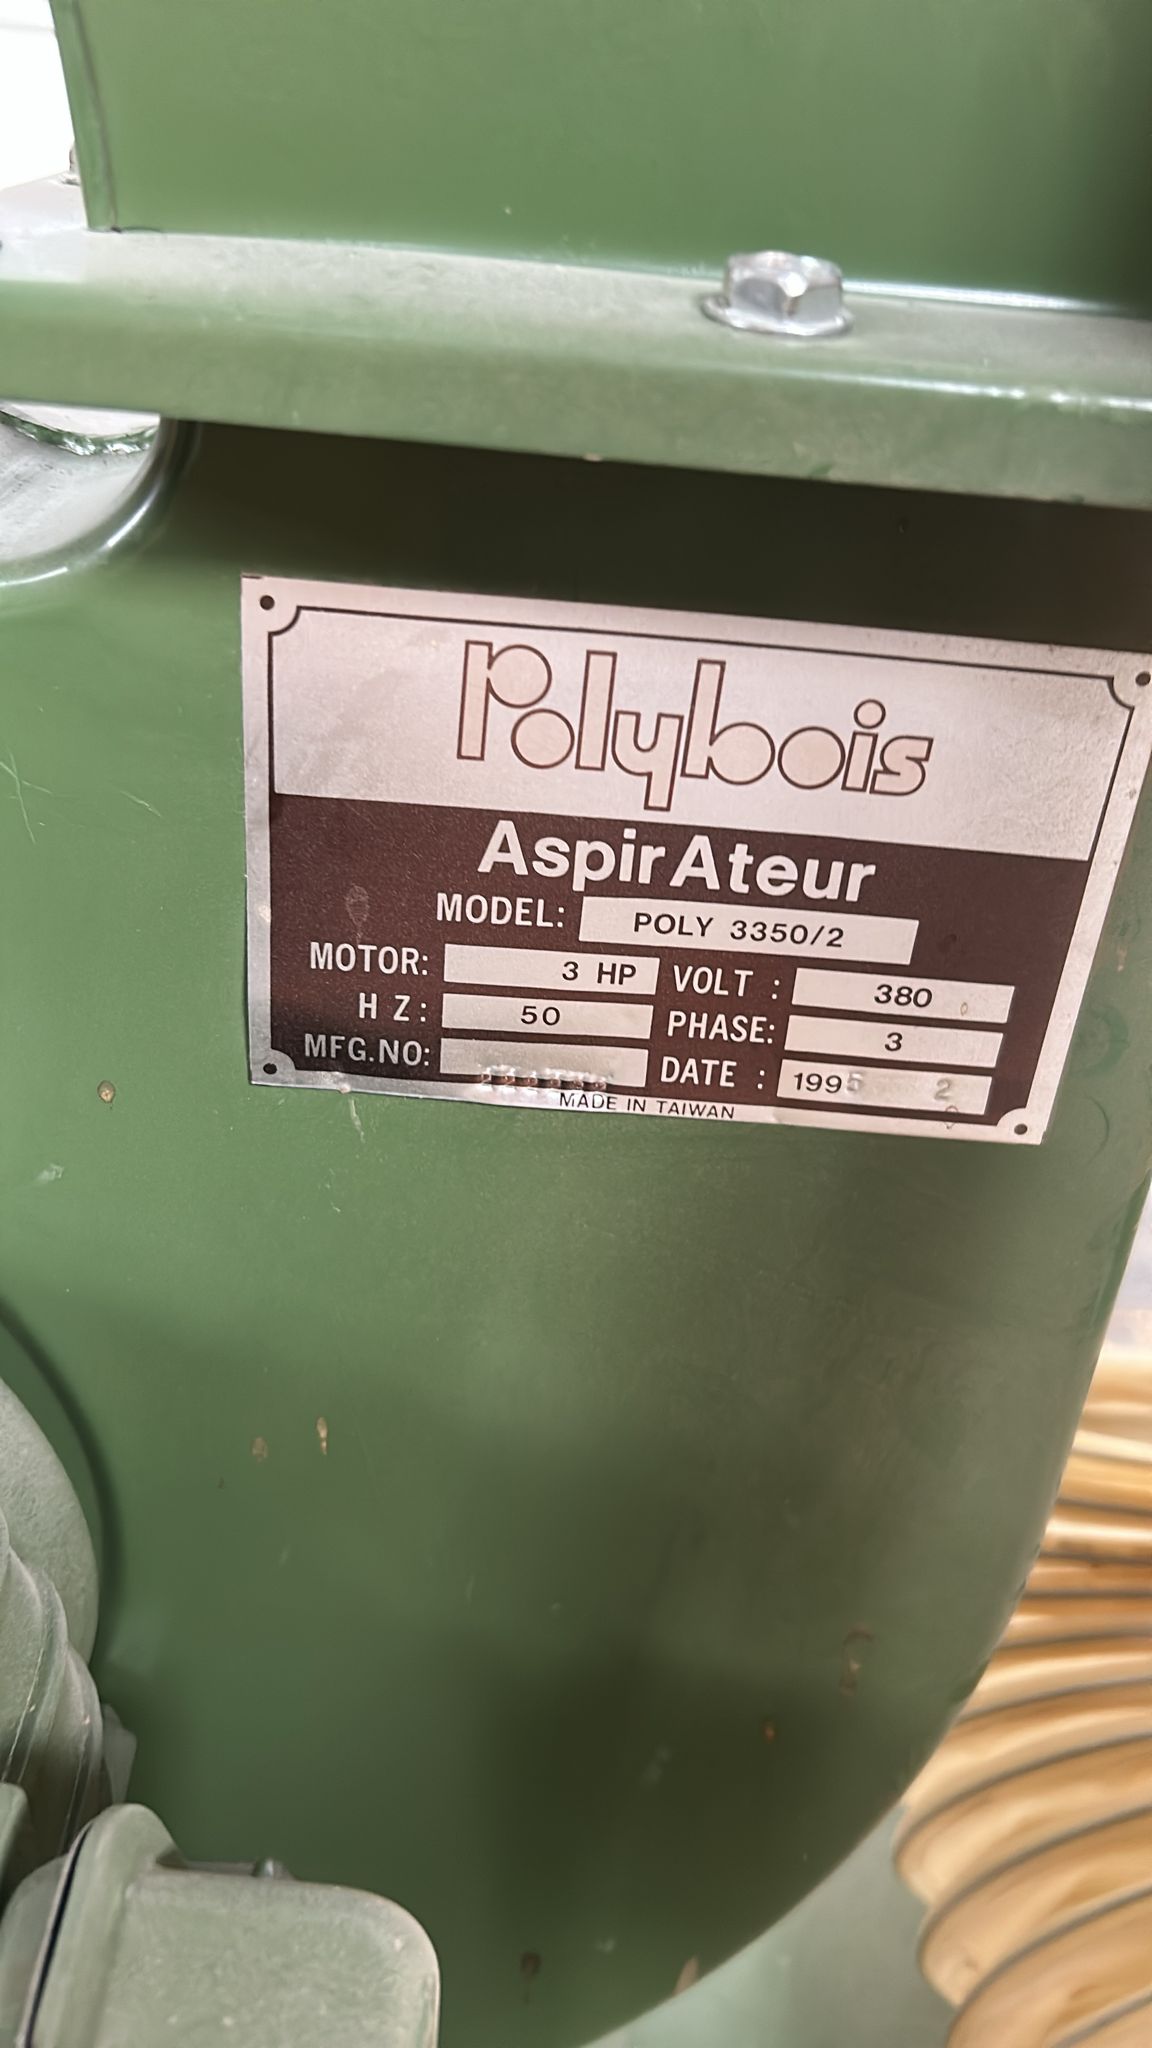 Polybois
AspirAteur
MODEL: POLY 3350/2
MOTOR: 3 HP VOLT : 380
HZ: 50 PHASE: 3
MFG.NO: DATE : 1995 2
MADE IN TAIWAN